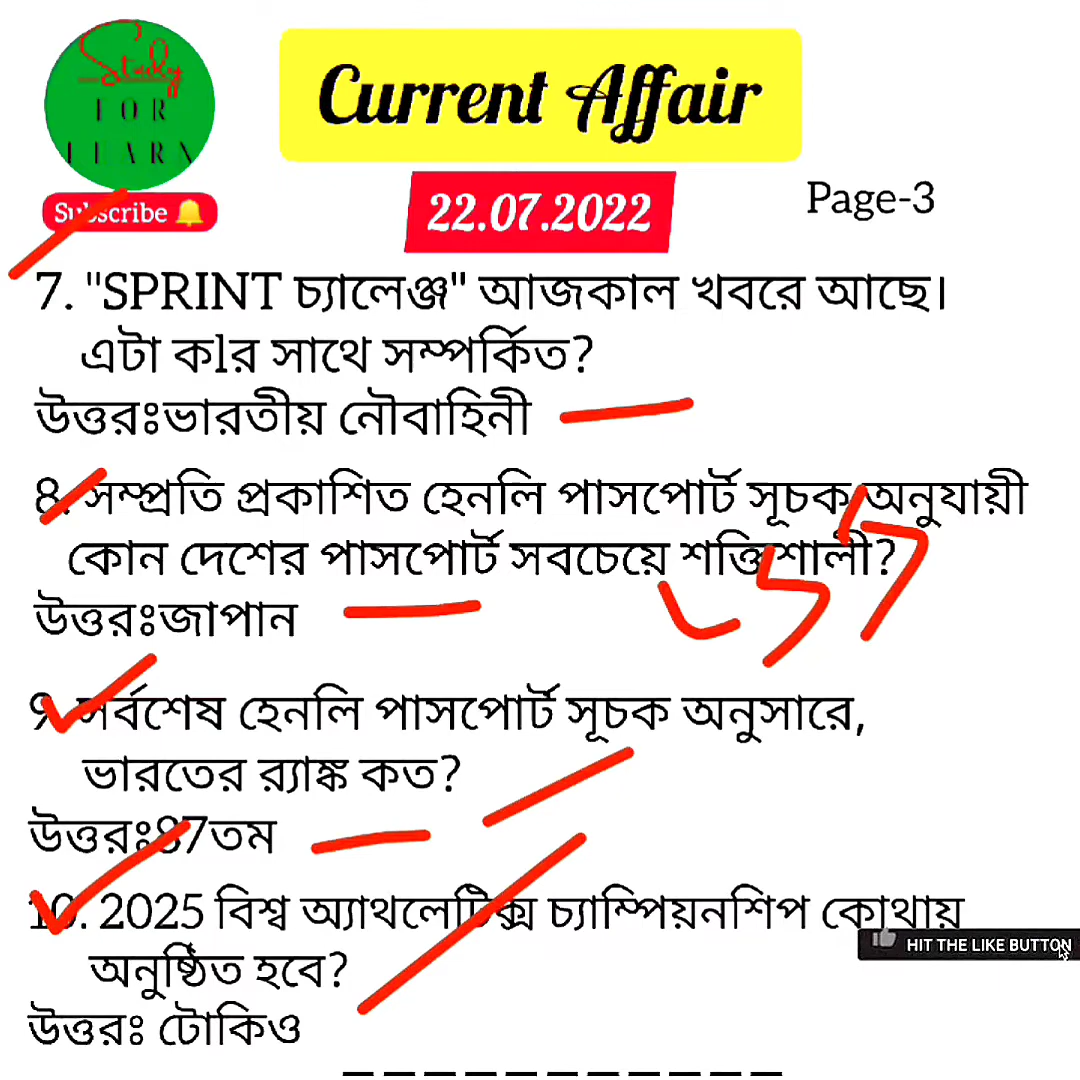 Study
FOR
LEARN
Subscribe
Current Affair
22.07.2022
Page-3
7. "SPRINT চ্যালেঞ্জ" আজকাল খবরে আছে।
এটা কlর সাথে সম্পর্কিত?
উত্তরঃভারতীয় নৌবাহিনী
8. সম্প্রতি প্রকাশিত হেনলি পাসপোর্ট সূচক অনুযায়ী
কোন দেশের পাসপোর্ট সবচেয়ে শক্তিশালী?
উত্তরঃজাপান
9. সর্বশেষ হেনলি পাসপোর্ট সূচক অনুসারে,
ভারতের র‍্যাঙ্ক কত?
উত্তরঃ87তম
10. 2025 বিশ্ব অ্যাথলেটিক্স চ্যাম্পিয়নশিপ কোথায়
HIT THE LIKE BUTTON
অনুষ্ঠিত হবে?
উত্তরঃ টোকিও